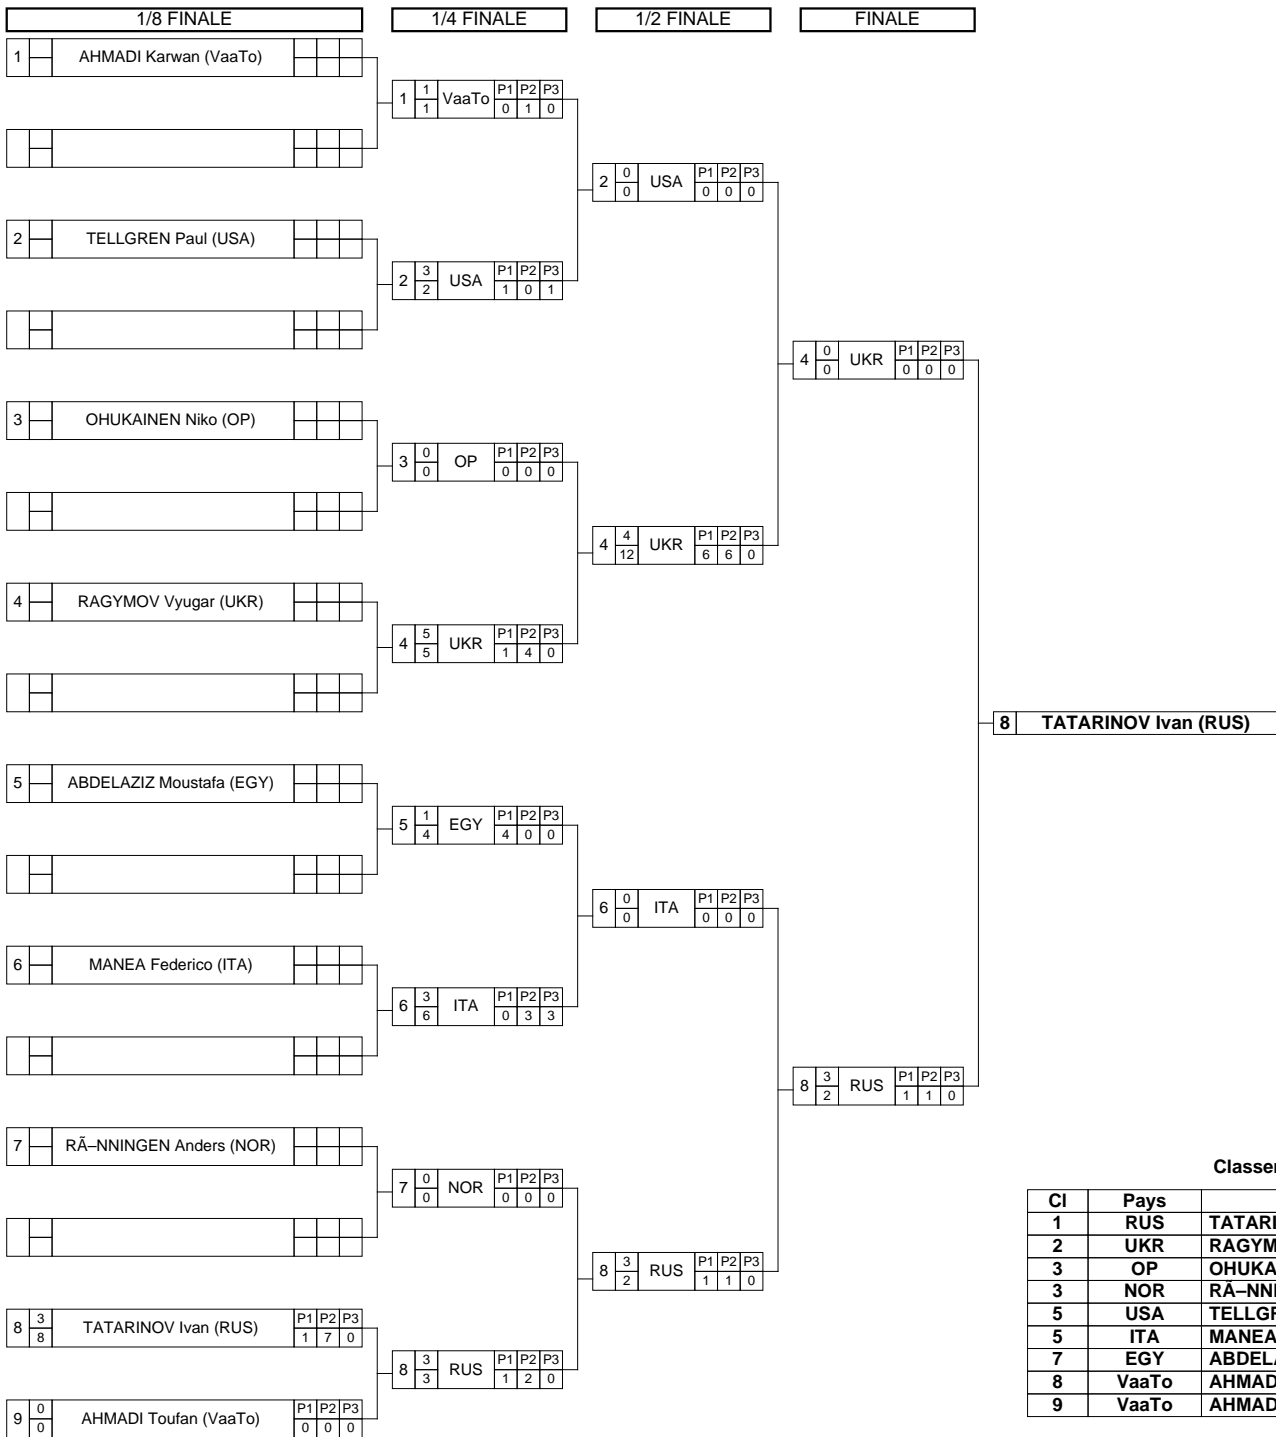 1/8 FINALE 1/4 FINALE 1/2 FINALE FINALE
1 AHMADI Karwan (VaaTo)
1 1 1 VaaTo P1 P2 P3 0 1 0
2 0 0 USA P1 P2 P3 0 0 0
2 TELLGREN Paul (USA)
2 3 2 USA P1 P2 P3 1 0 1
4 0 0 UKR P1 P2 P3 0 0 0
3 OHUKAINEN Niko (OP)
3 0 0 OP P1 P2 P3 0 0 0
4 4 12 UKR P1 P2 P3 6 6 0
4 RAGYMOV Vyugar (UKR)
4 5 5 UKR P1 P2 P3 1 4 0
8 TATARINOV Ivan (RUS)
5 ABDELAZIZ Moustafa (EGY)
5 1 4 EGY P1 P2 P3 4 0 0
6 0 0 ITA P1 P2 P3 0 0 0
6 MANEA Federico (ITA)
6 3 6 ITA P1 P2 P3 0 3 3
8 3 2 RUS P1 P2 P3 1 1 0
7 RÃ–NNINGEN Anders (NOR)
7 0 0 NOR P1 P2 P3 0 0 0
8 3 2 RUS P1 P2 P3 1 1 0
8 3 8 TATARINOV Ivan (RUS) P1 P2 P3 1 7 0
8 3 3 RUS P1 P2 P3 1 2 0
9 0 0 AHMADI Toufan (VaaTo) P1 P2 P3 0 0 0
Classe
Cl Pays
1 RUS TATARI
2 UKR RAGYM
3 OP OHUKA
3 NOR RÃ–NN
5 USA TELLG
5 ITA MANEA
7 EGY ABDEL
8 VaaTo AHMAD
9 VaaTo AHMAD